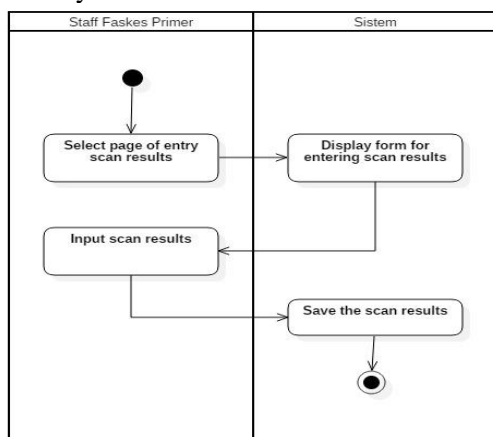 Staff Faskes Primer
Sistem
Select page of entry
scan results
Display form for
entering scan results
Input scan results
Save the scan results